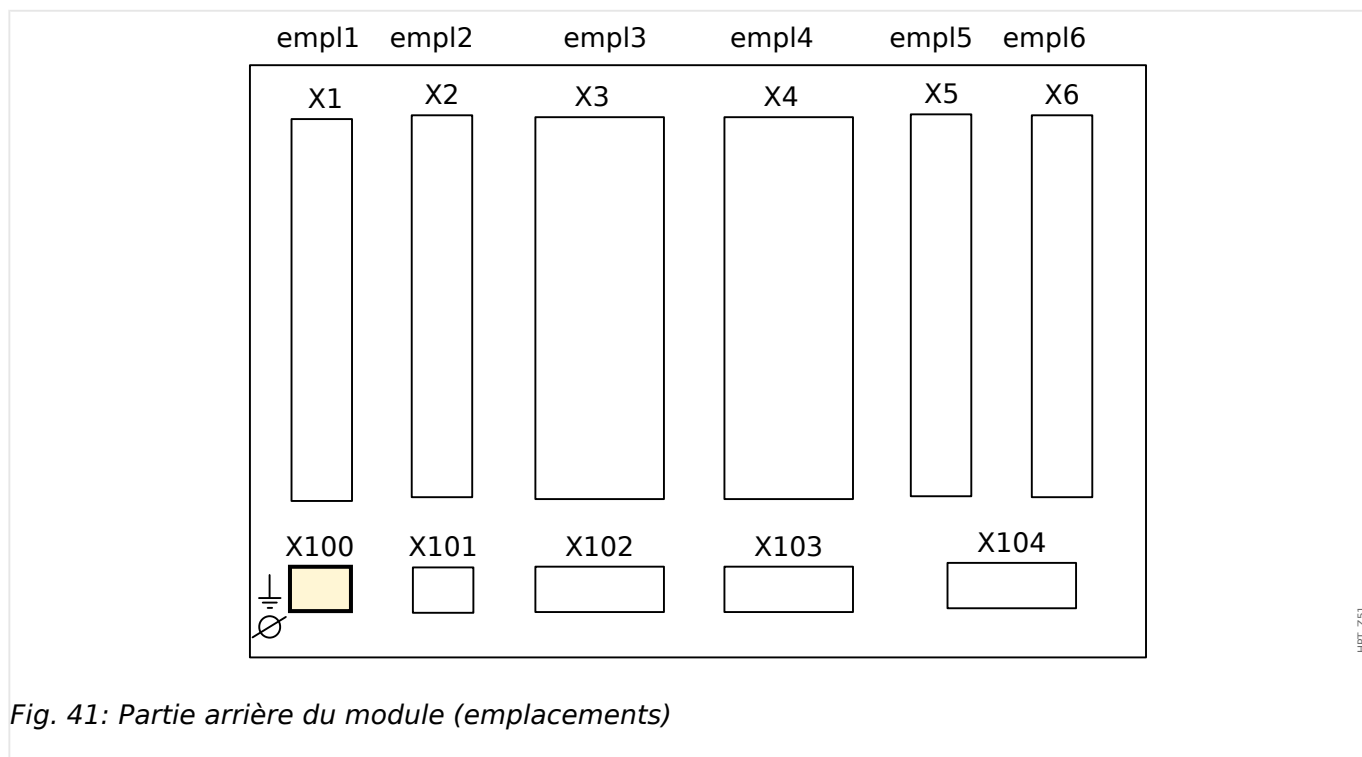 empl1 empl2 empl3 empl4 empl5 empl6
X1 X2 X3 X4 X5 X6
X100 X101 X102 X103 X104
Fig. 41: Partie arrière du module (emplacements)